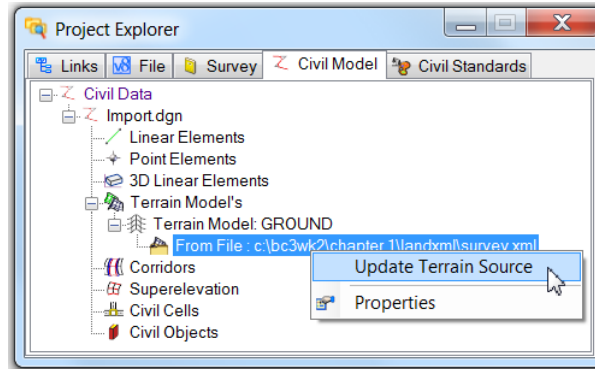 Project Explorer
Links File Survey Civil Model Civil Standards
Civil Data
Import.dgn
Linear Elements
Point Elements
3D Linear Elements
Terrain Model's
Terrain Model: GROUND
From File : c:\bc3wk2\chapter 1\landxml\survey.xml
Update Terrain Source
Corridors
Properties
Superelevation
Civil Cells
Civil Objects